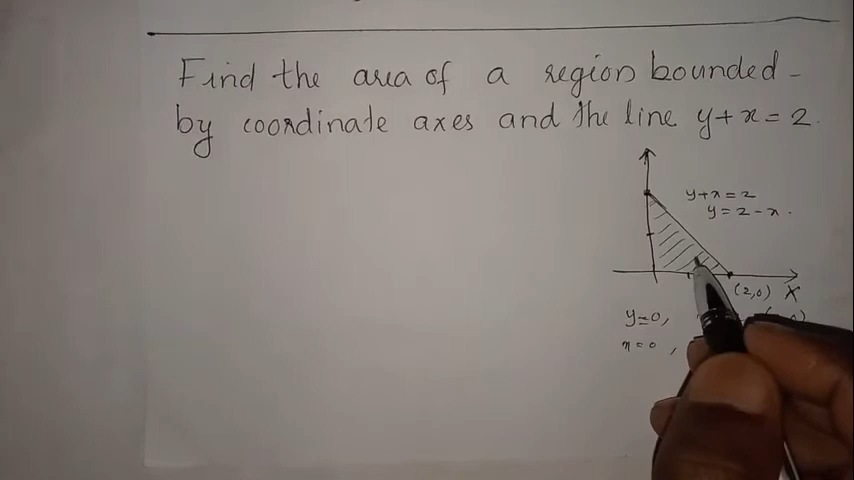 Find the area of a region bounded -
by coordinate axes and the line y+x=2.
y+x=2
y=2-x.
(2,0) X
y=0,
x=0,